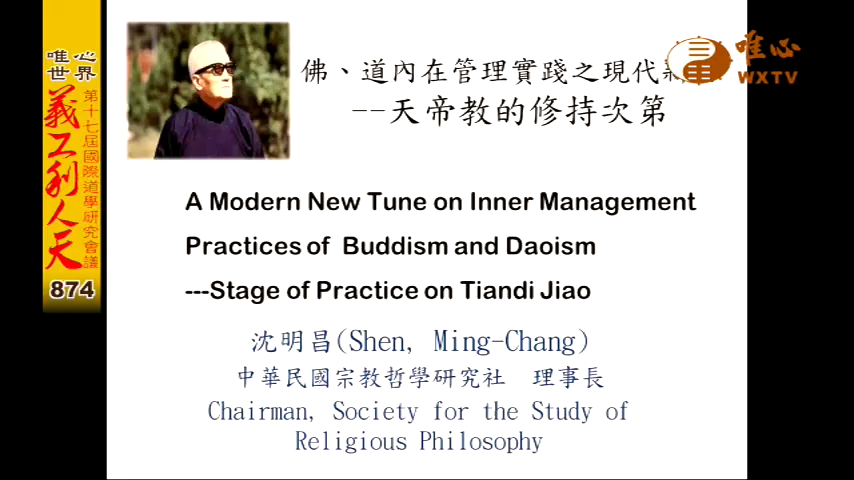 唯心
世界
第十七屆國際道學研究會議
義工利人天
874
佛、道內在管理實踐之現代
--天帝教的修持次第
唯心
WXTV
A Modern New Tune on Inner Management
Practices of Buddism and Daoism
---Stage of Practice on Tiandi Jiao
沈明昌(Shen, Ming-Chang)
中華民國宗教哲學研究社 理事長
Chairman, Society for the Study of
Religious Philosophy